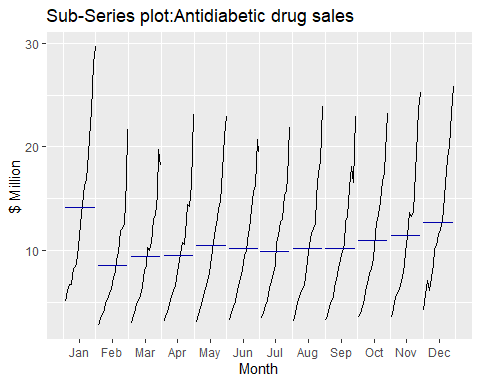 Sub-Series plot:Antidiabetic drug sales
$ Million
30
20
10
Jan Feb Mar Apr May Jun Jul Aug Sep Oct Nov Dec
Month